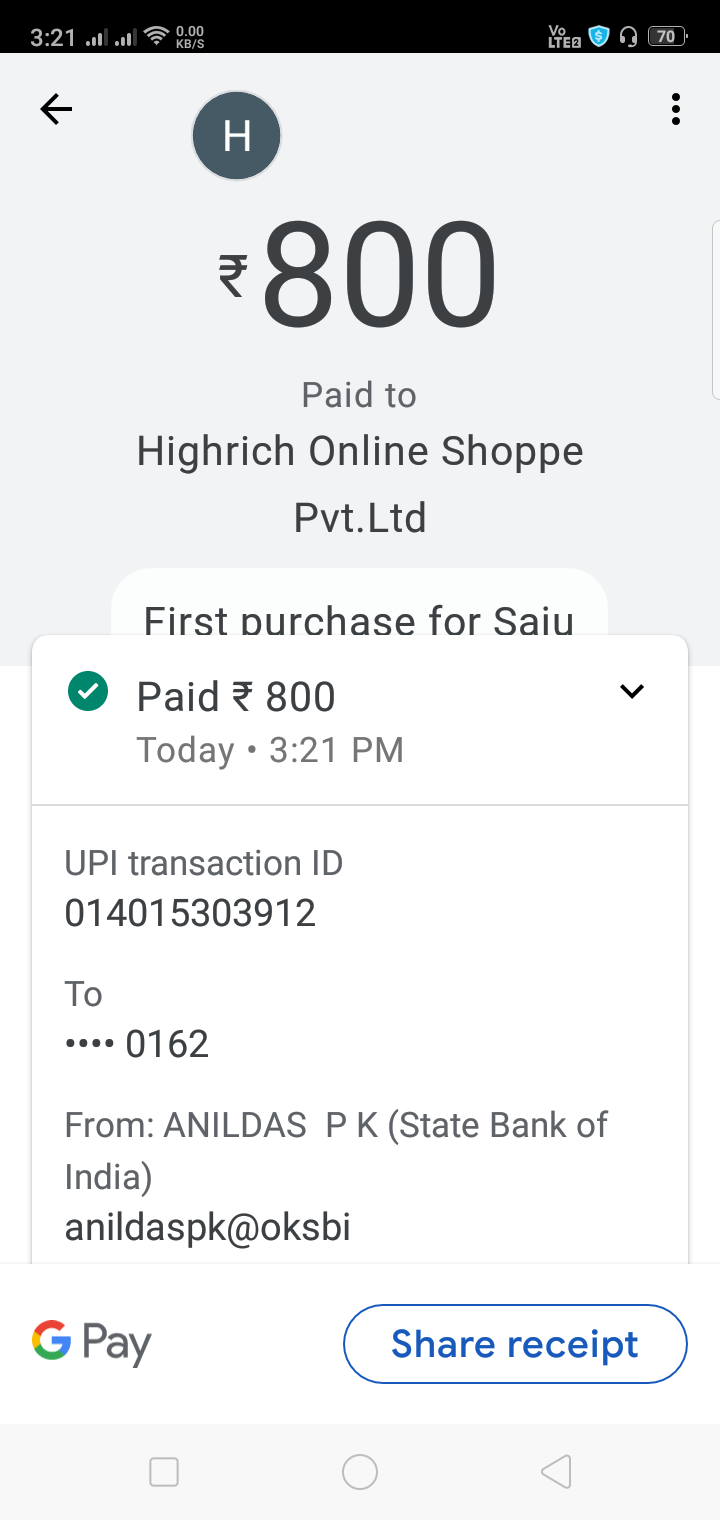 3:21 0.00 KB/S Vo LTE2 70
H
₹800
Paid to
Highrich Online Shoppe
Pvt.Ltd
First purchase for Saju
Paid ₹ 800
Today • 3:21 PM
UPI transaction ID
014015303912
To
•••• 0162
From: ANILDAS P K (State Bank of
India)
anildaspk@oksbi
G Pay Share receipt